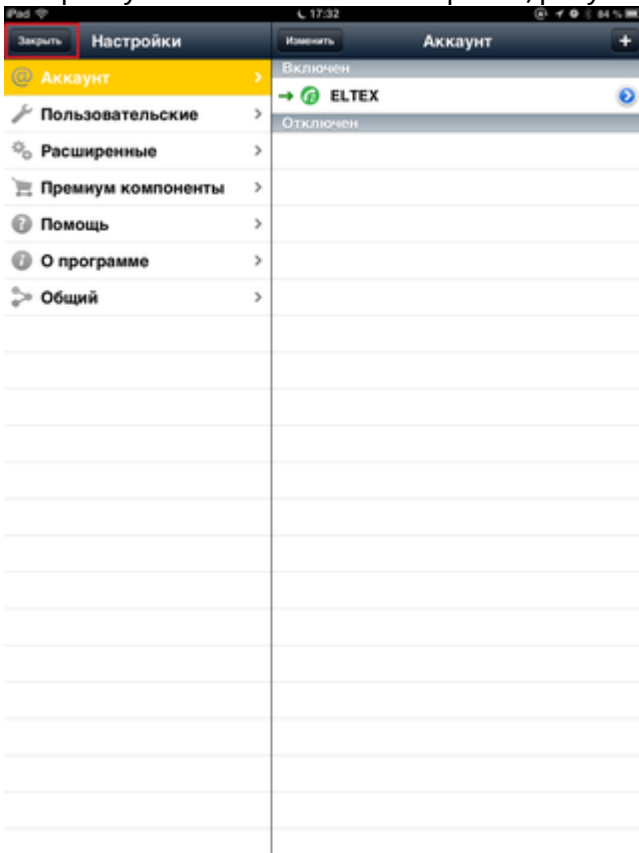 iPad 17:32 84 %
Закрыть Настройки
Изменить Аккаунт +
Аккаунт
Пользовательские
Расширенные
Премиум компоненты
Помощь
О программе
Общий
Включен
ELTEX
Отключен